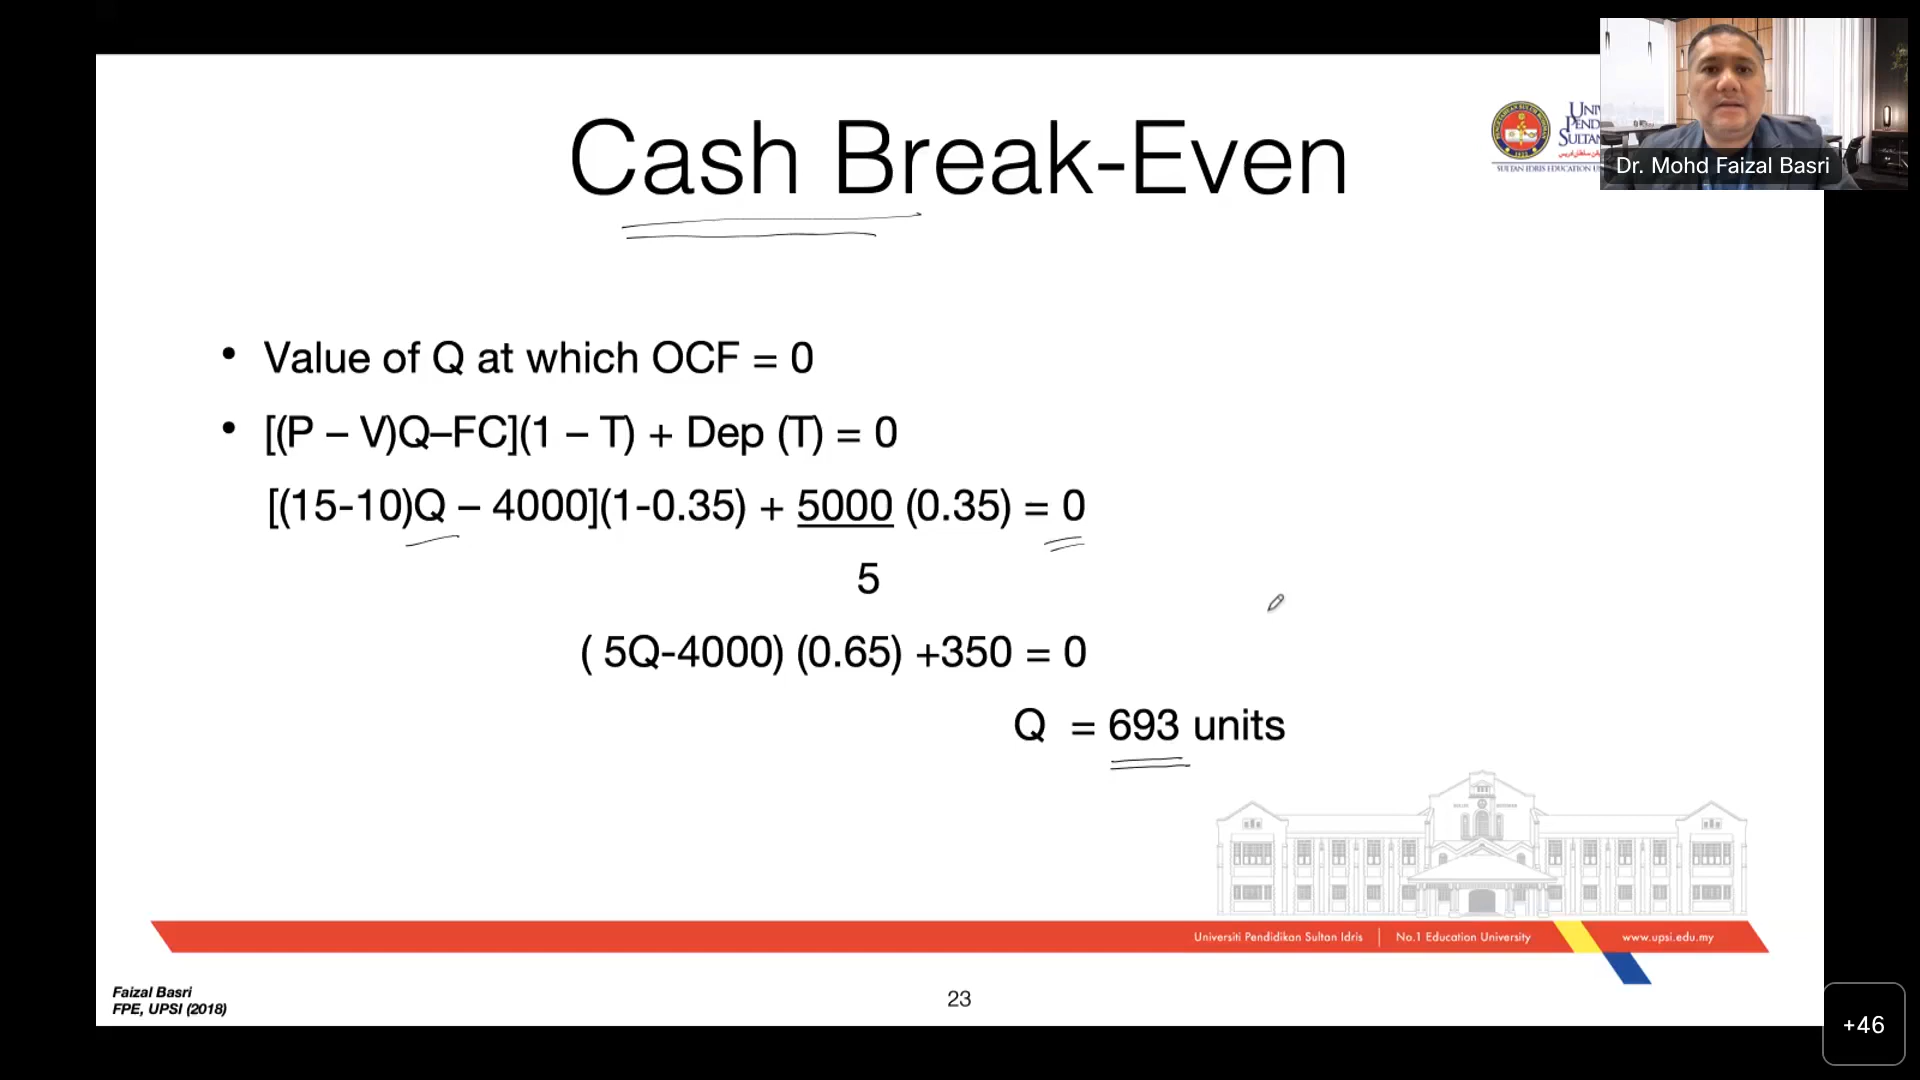 Cash Break-Even
Dr. Mohd Faizal Basri
• Value of Q at which OCF = 0
• [(P – V)Q–FC](1 – T) + Dep (T) = 0
[(15-10)Q – 4000](1-0.35) + 5000 (0.35) = 0
5
( 5Q-4000) (0.65) +350 = 0
Q = 693 units
Universiti Pendidikan Sultan Idris | No.1 Education University
www.upsi.edu.my
Faizal Basri
FPE, UPSI (2018)
23
+46